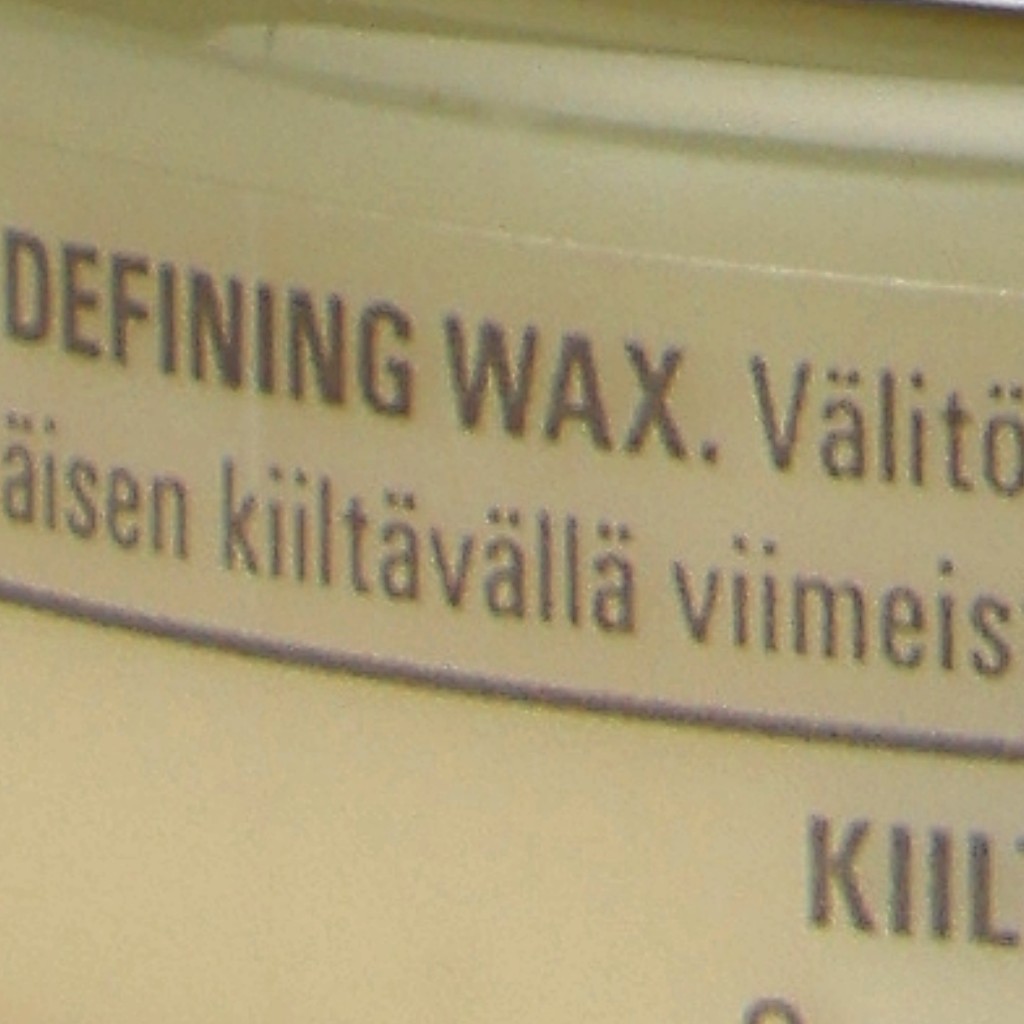 DEFINING WAX. Välitö
äisen kiiltävällä viimeis
KIIL